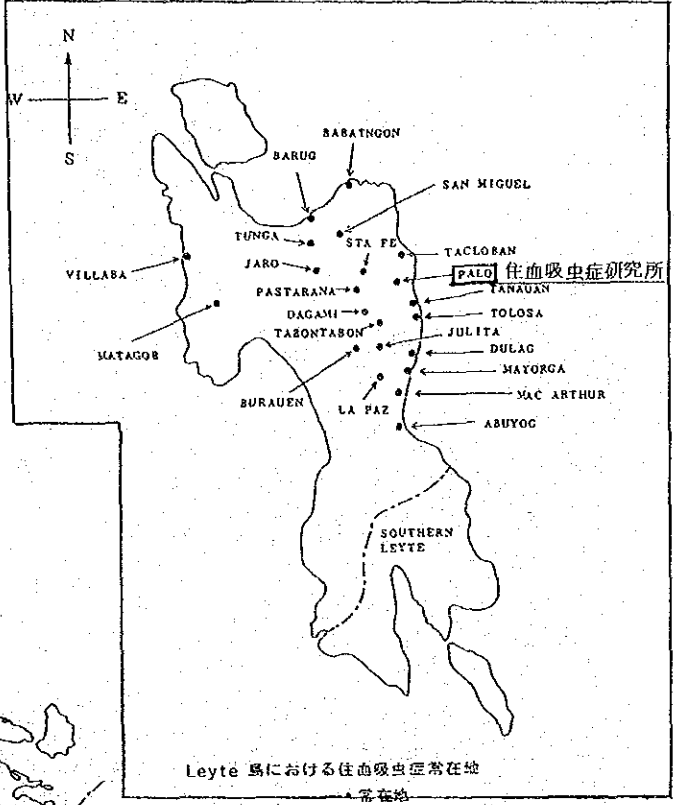 N
W E
S
BABATNGON
BARUG
SAN MIGUEL
TUNGA
STA FE
TACLOBAN
VILLABA
JARO
PALO 住血吸虫症研究所
PASTARANA
TANAUAN
DAGAMI
TOLOSA
TABONTABON
JULITA
MATAGOB
DULAG
MAYORGA
BURAUEN
LA PAZ
MAC ARTHUR
ABUYOG
SOUTHERN
LEYTE
Leyte 島における住血吸虫症常在地
• 常在地